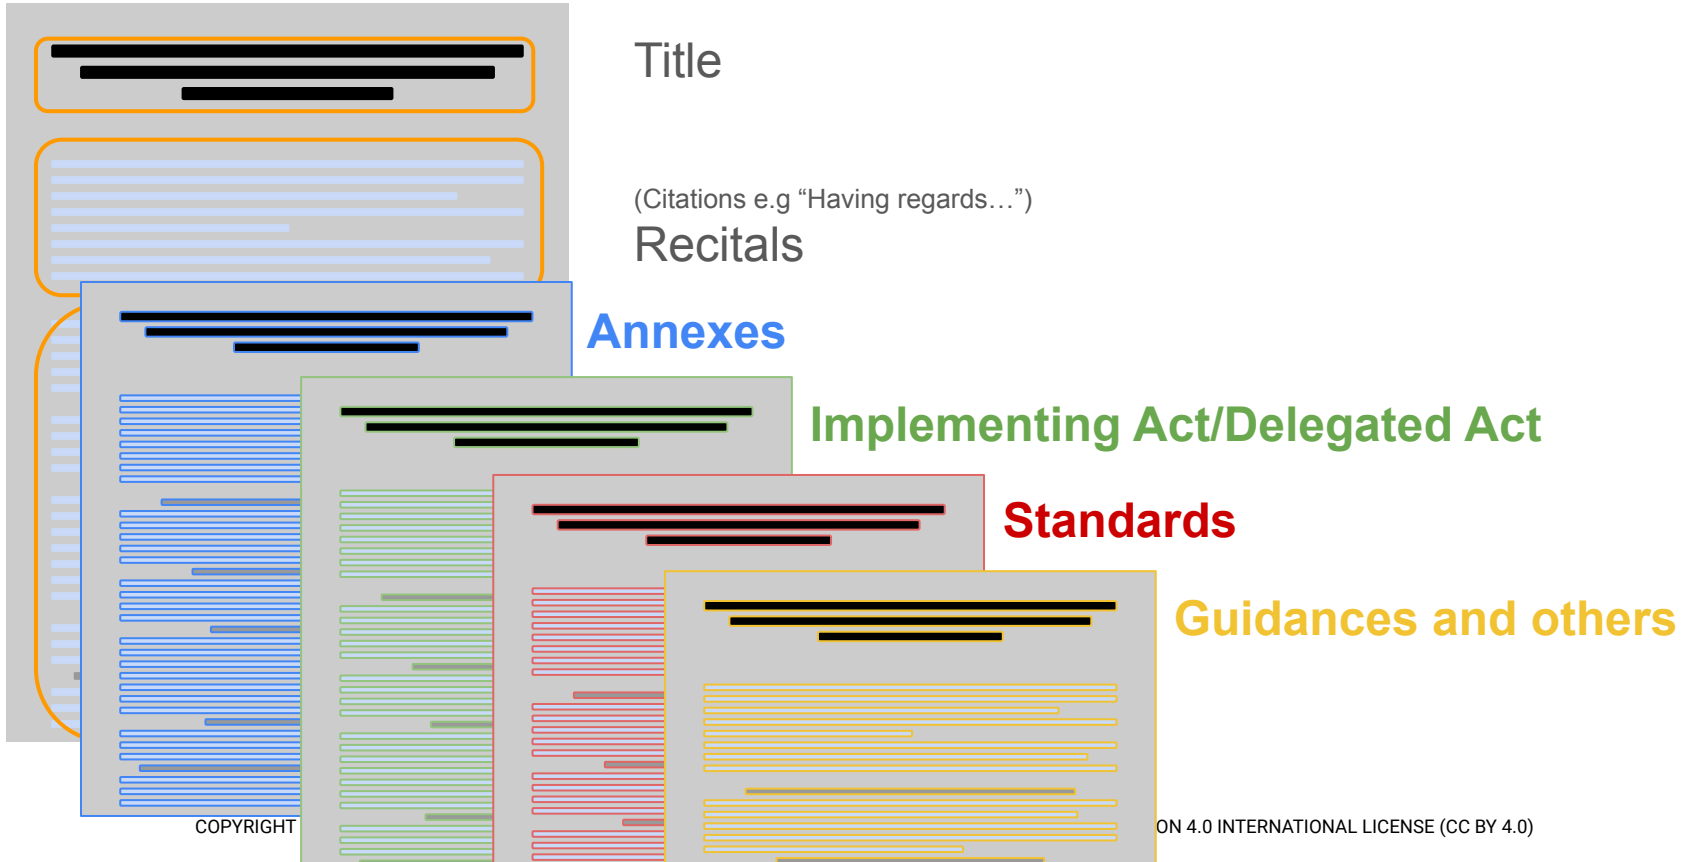 Title
(Citations e.g “Having regards…”)
Recitals
Annexes
Implementing Act/Delegated Act
Standards
Guidances and others
COPYRIGHT
ON 4.0 INTERNATIONAL LICENSE (CC BY 4.0)